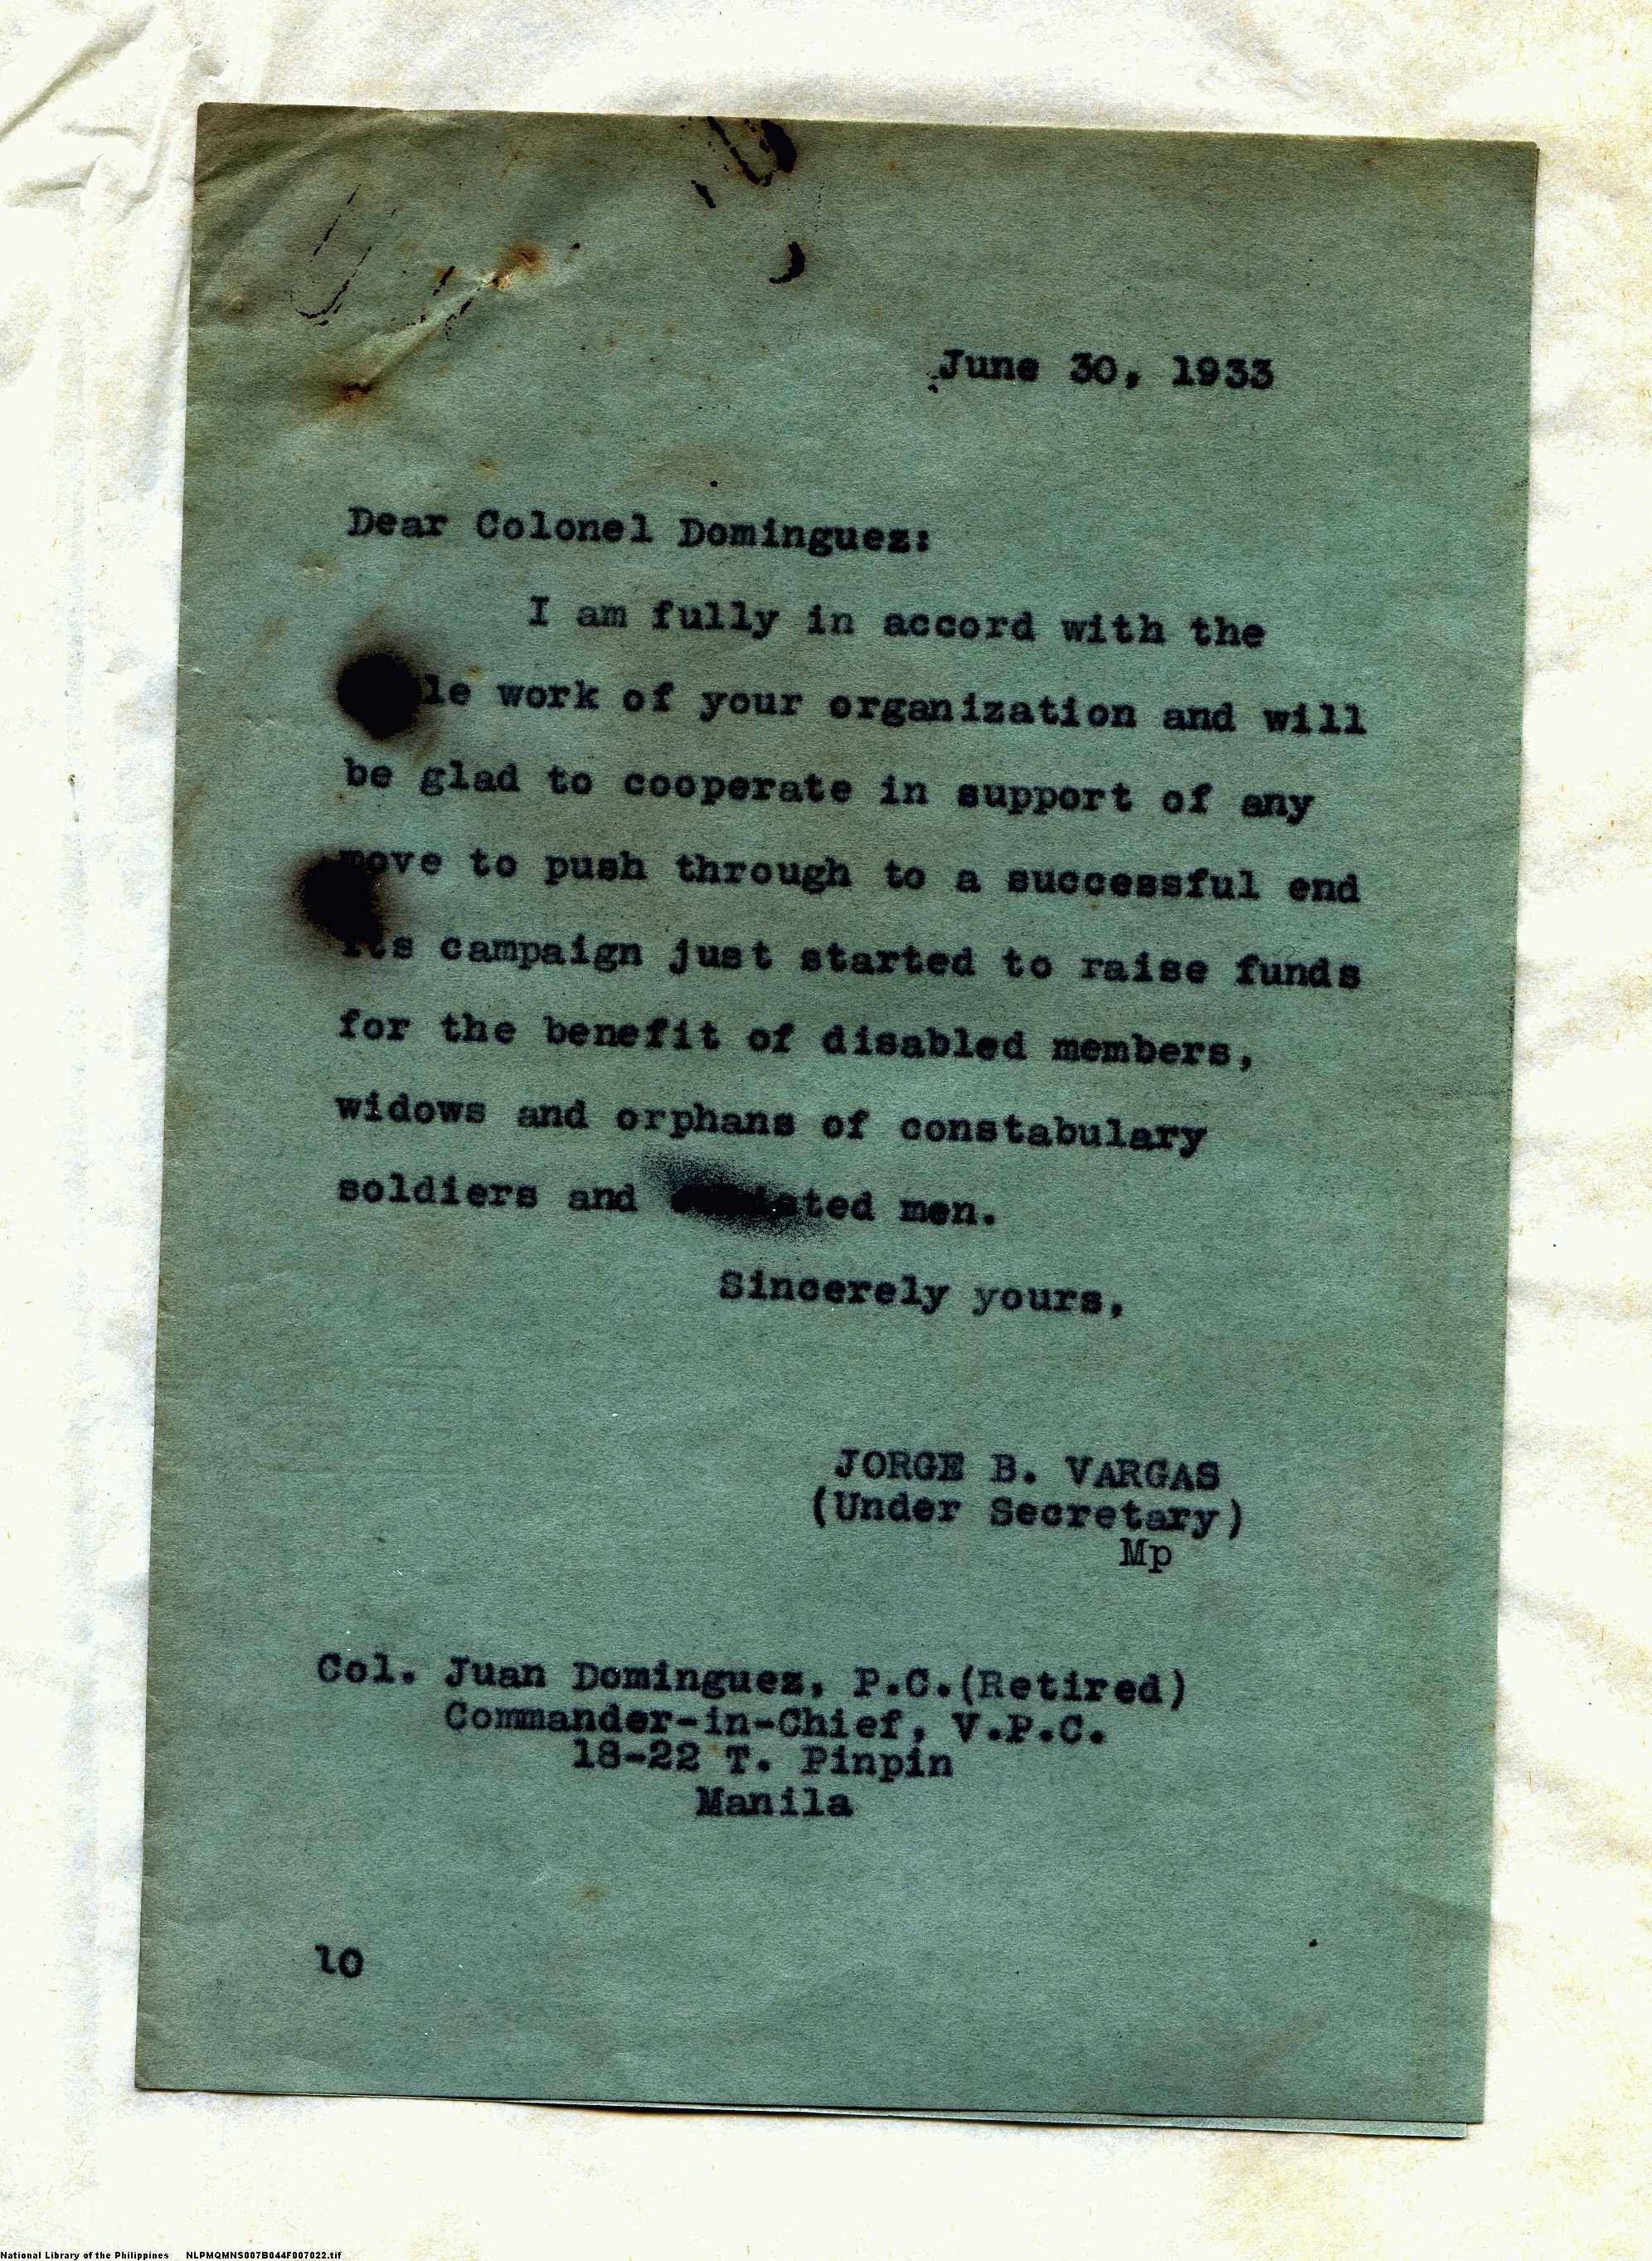 June 30, 1933
Dear Colonel Dominguez:
I am fully in accord with the
work of your organization and will
be glad to cooperate in support of any
move to push through to a successful end
its campaign just started to raise funds
for the benefit of disabled members,
widows and orphans of constabulary
soldiers and men.
Sincerely yours,
JORGE B. VARGAS
(Under Secretary)
Mp
Col. Juan Dominguez, P.C.(Retired)
Commander-in-Chief, V.P.C.
18-22 T. Pinpin
Manila
10
National Library of the Philippines NLPMQMNS007B044F007022.tif